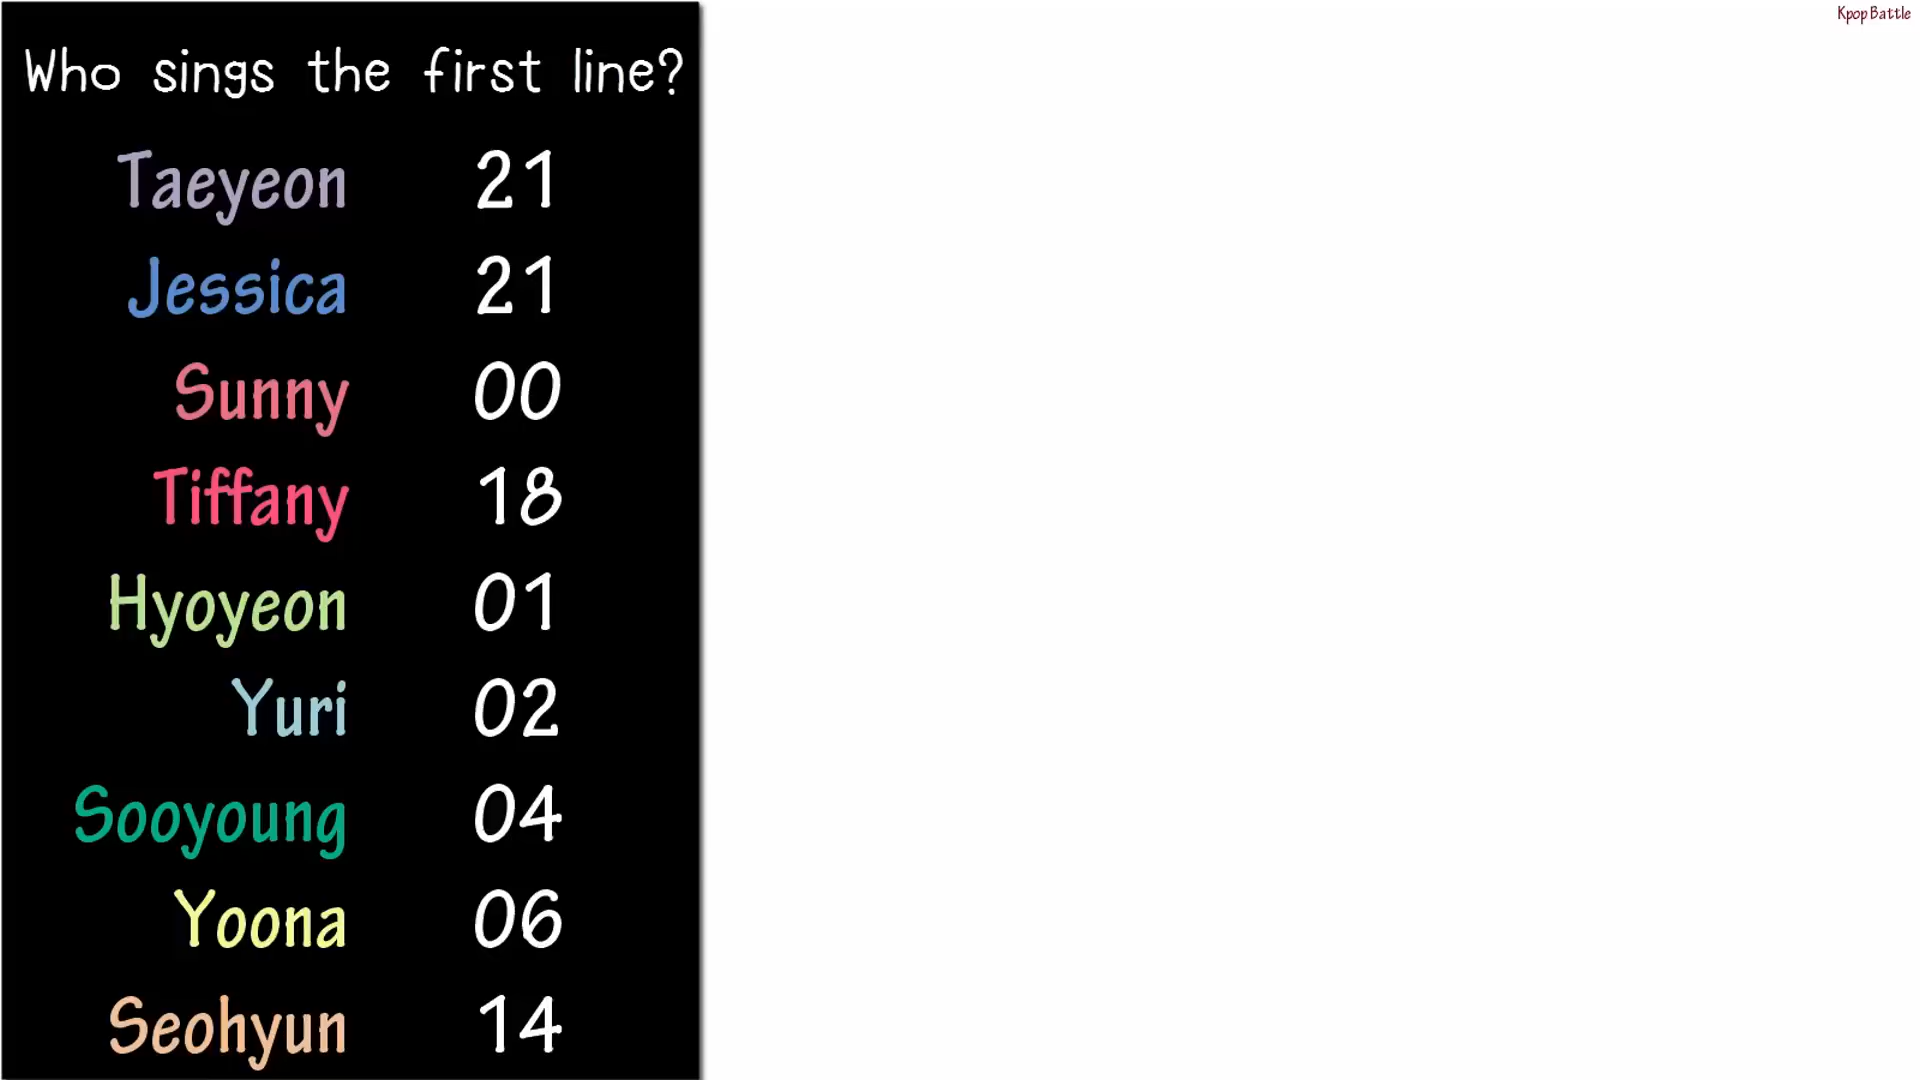 Kpop Battle
Who sings the first line?
Taeyeon 21
Jessica 21
Sunny 00
Tiffany 18
Hyoyeon 01
Yuri 02
Sooyoung 04
Yoona 06
Seohyun 14